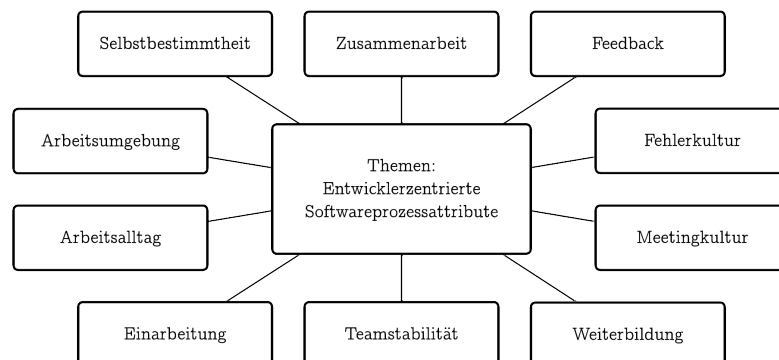 Selbstbestimmtheit
Zusammenarbeit
Feedback
Arbeitsumgebung
Fehlerkultur
Themen:
Entwicklerzentrierte
Softwareprozessattribute
Arbeitsalltag
Meetingkultur
Einarbeitung
Teamstabilität
Weiterbildung